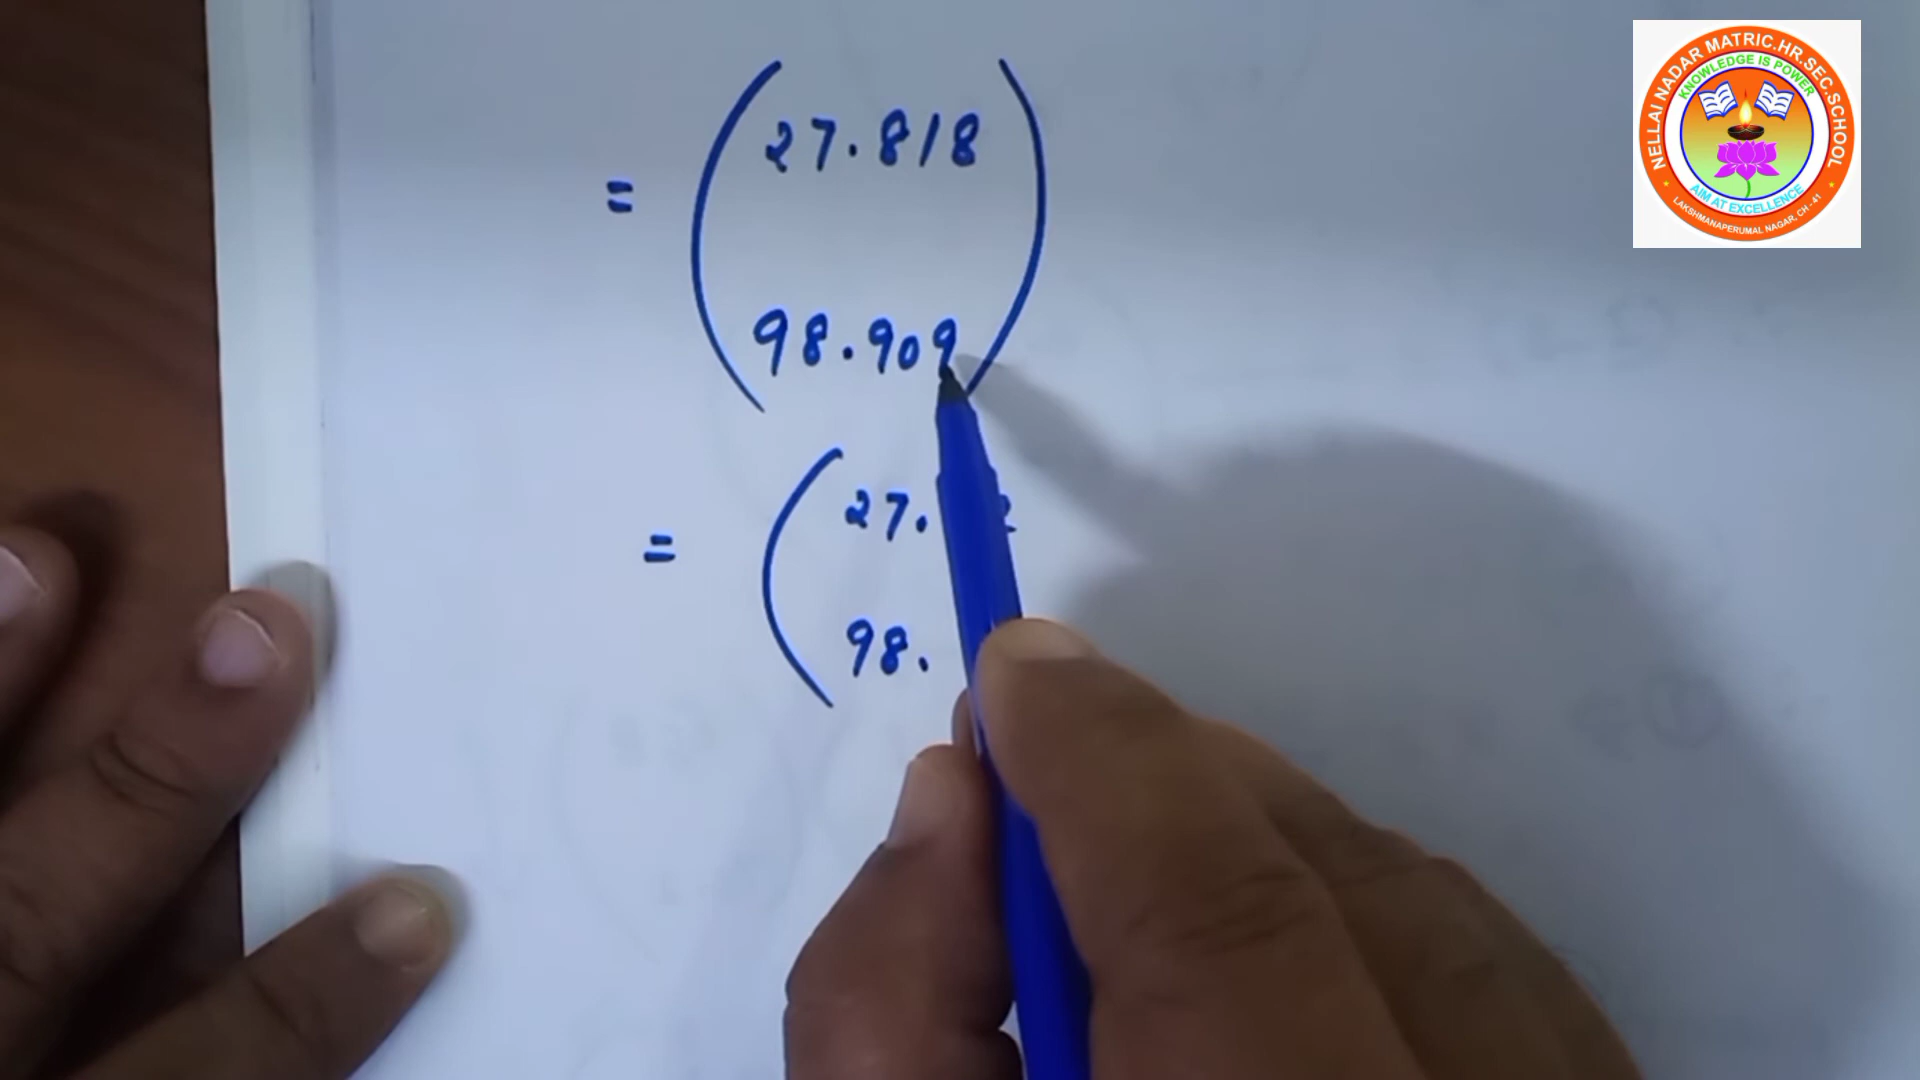 = ( 27.818
98.909 )
= ( 27.
98.
NELLAI NADAR MATRIC.HR.SEC.SCHOOL
KNOWLEDGE IS POWER
AIM AT EXCELLENCE
LAKSHMANAPERUMAL NAGAR, CH - 41